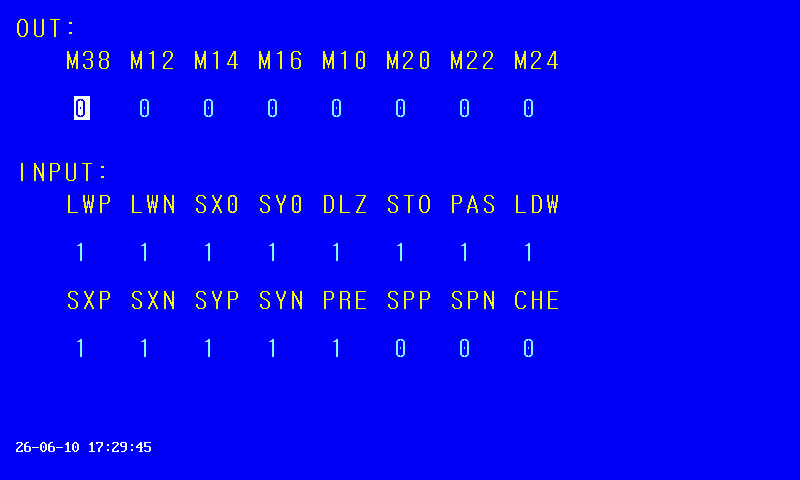 OUT:
M38 M12 M14 M16 M10 M20 M22 M24
0 0 0 0 0 0 0 0
INPUT:
LWP LWN SX0 SY0 DLZ STO PAS LDW
1 1 1 1 1 1 1 1
SXP SXN SYP SYN PRE SPP SPN CHE
1 1 1 1 1 0 0 0
26-06-10 17:29:45